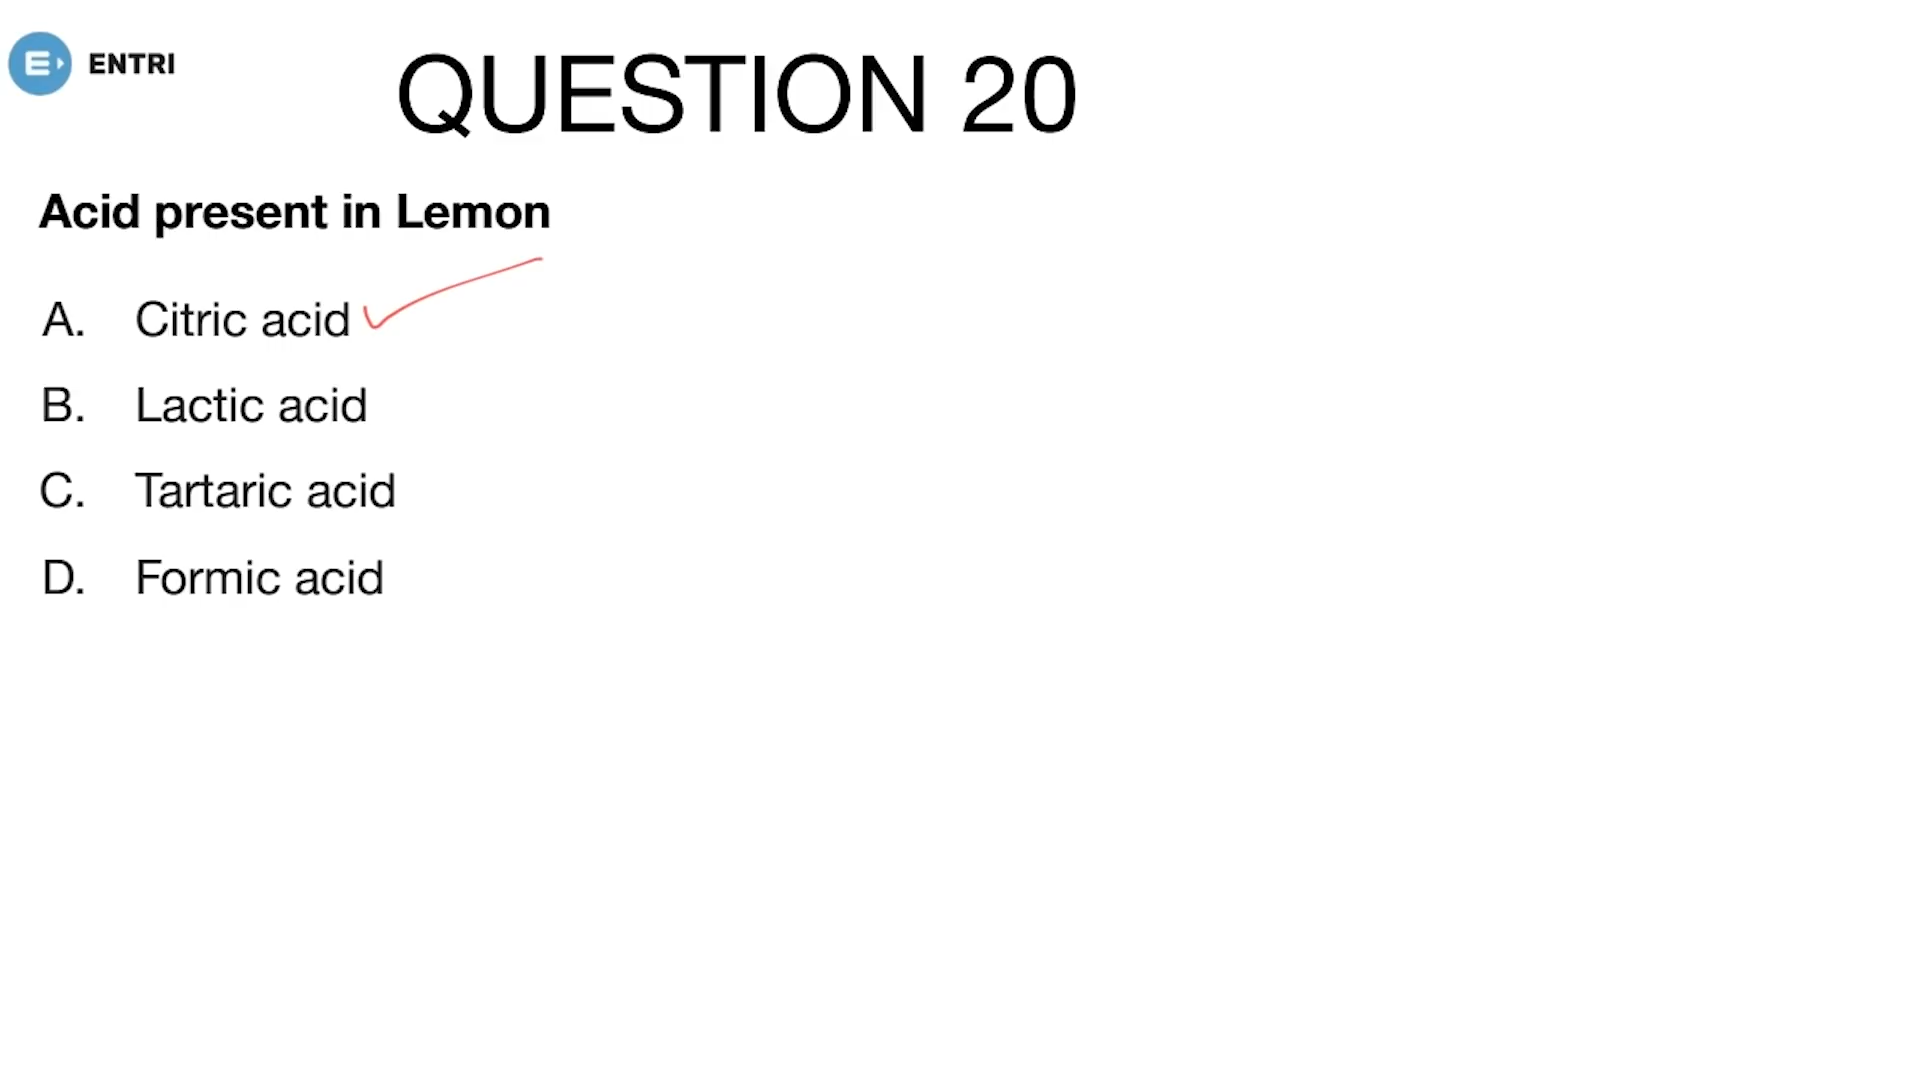 ENTRI
QUESTION 20
Acid present in Lemon
A. Citric acid
B. Lactic acid
C. Tartaric acid
D. Formic acid